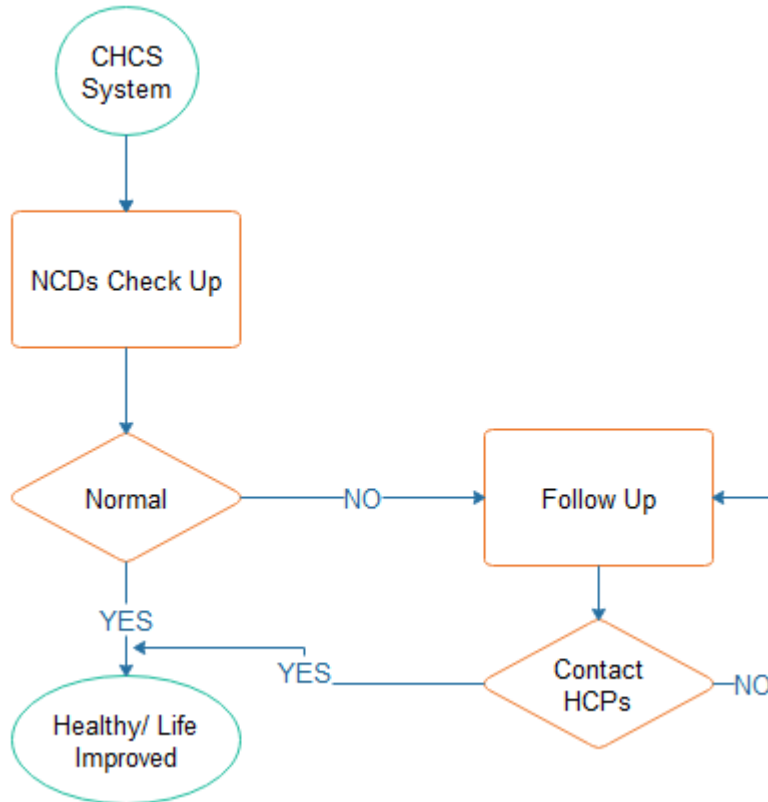 CHCS
System
NCDs Check Up
Normal
NO
Follow Up
YES
YES
Contact
HCPs
NO
Healthy/ Life
Improved